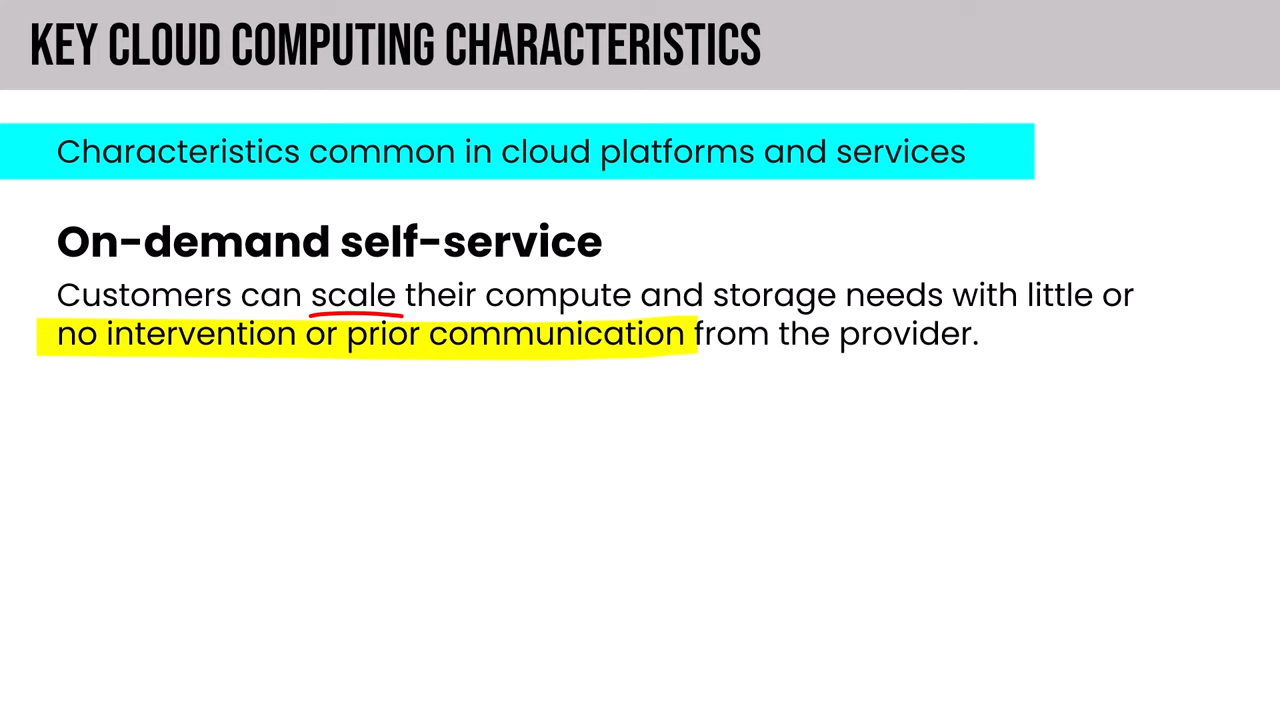 KEY CLOUD COMPUTING CHARACTERISTICS
Characteristics common in cloud platforms and services
On-demand self-service
Customers can scale their compute and storage needs with little or
no intervention or prior communication from the provider.